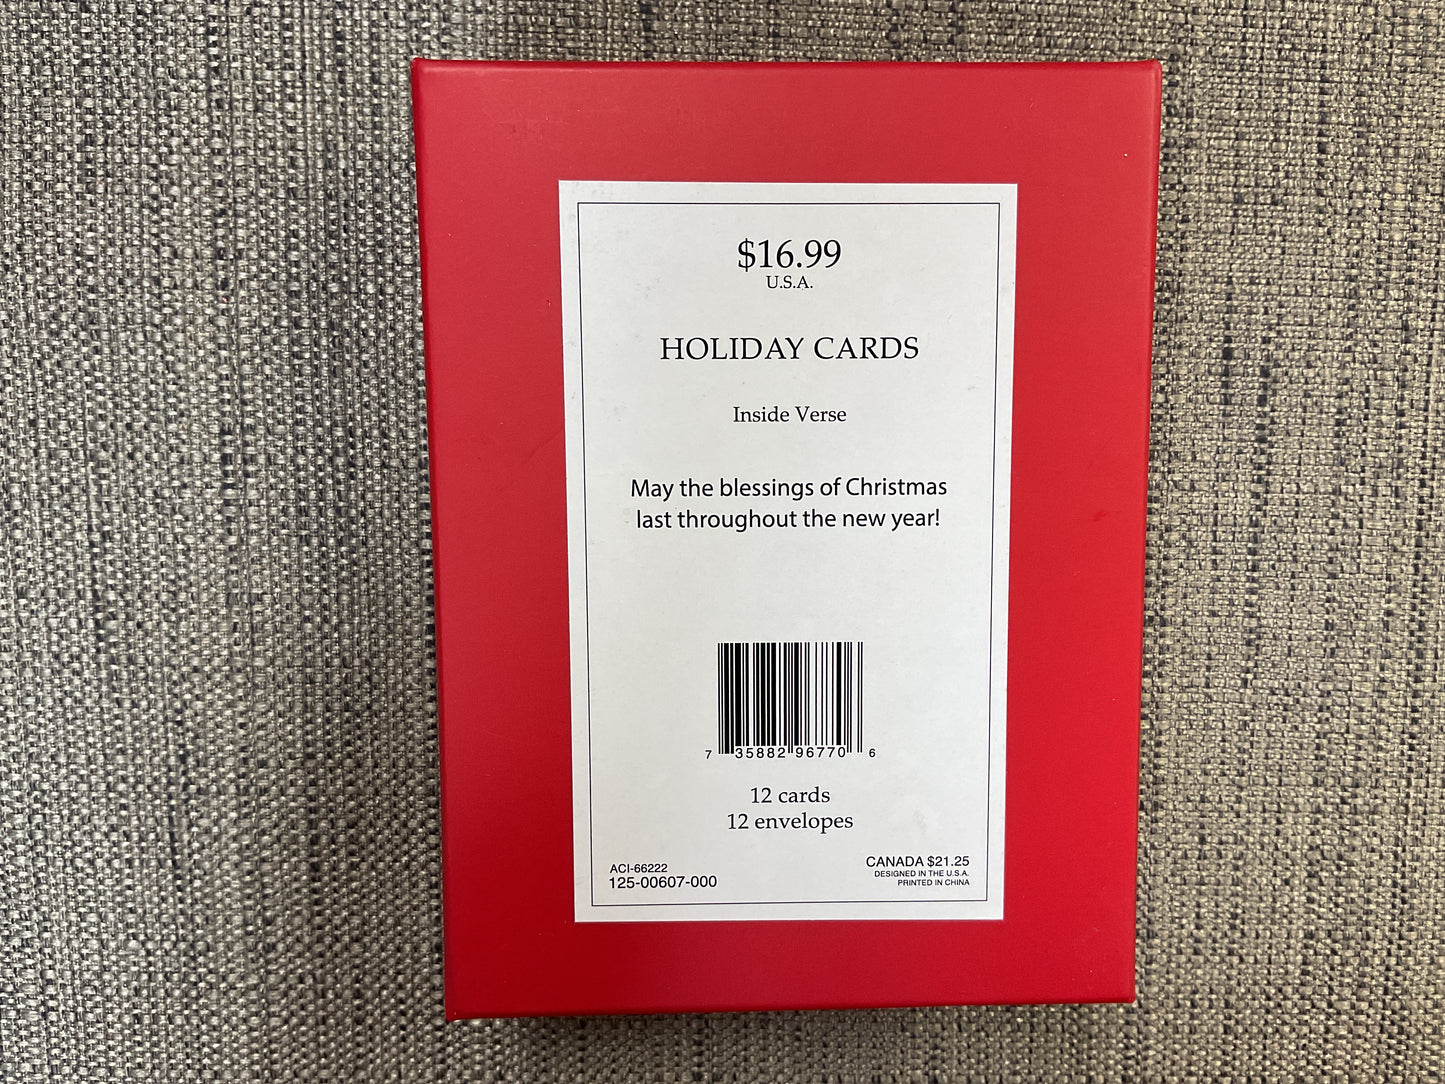 $16.99
U.S.A.
HOLIDAY CARDS
Inside Verse
May the blessings of Christmas
last throughout the new year!
7 35882 96770 6
12 cards
12 envelopes
ACI-66222
125-00607-000
CANADA $21.25
DESIGNED IN THE U.S.A.
PRINTED IN CHINA